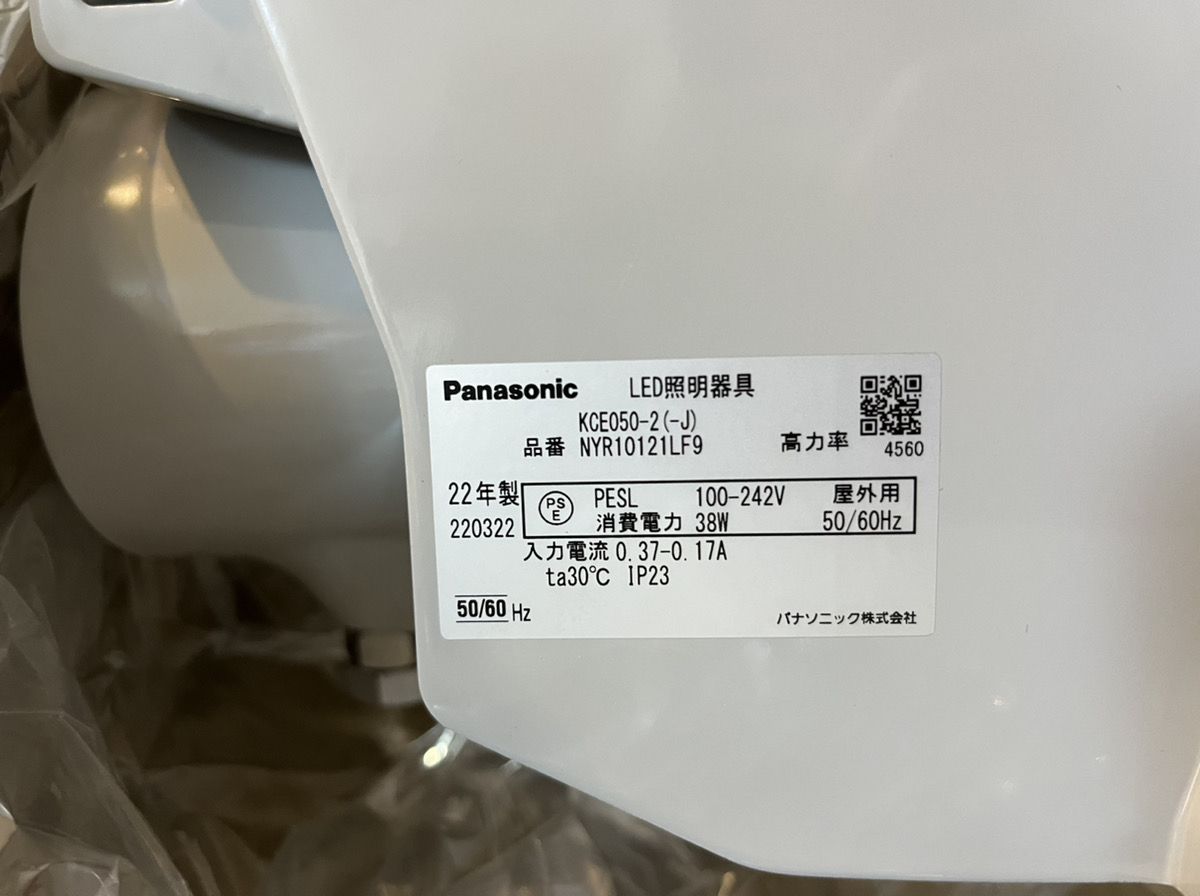 Panasonic LED照明器具
KCE050-2(-J)
品番 NYR10121LF9 高力率 4560
22年製 PS E PESL 100-242V 屋外用
220322 消費電力 38W 50/60Hz
入力電流 0.37-0.17A
ta30℃ IP23
50/60 Hz パナソニック株式会社